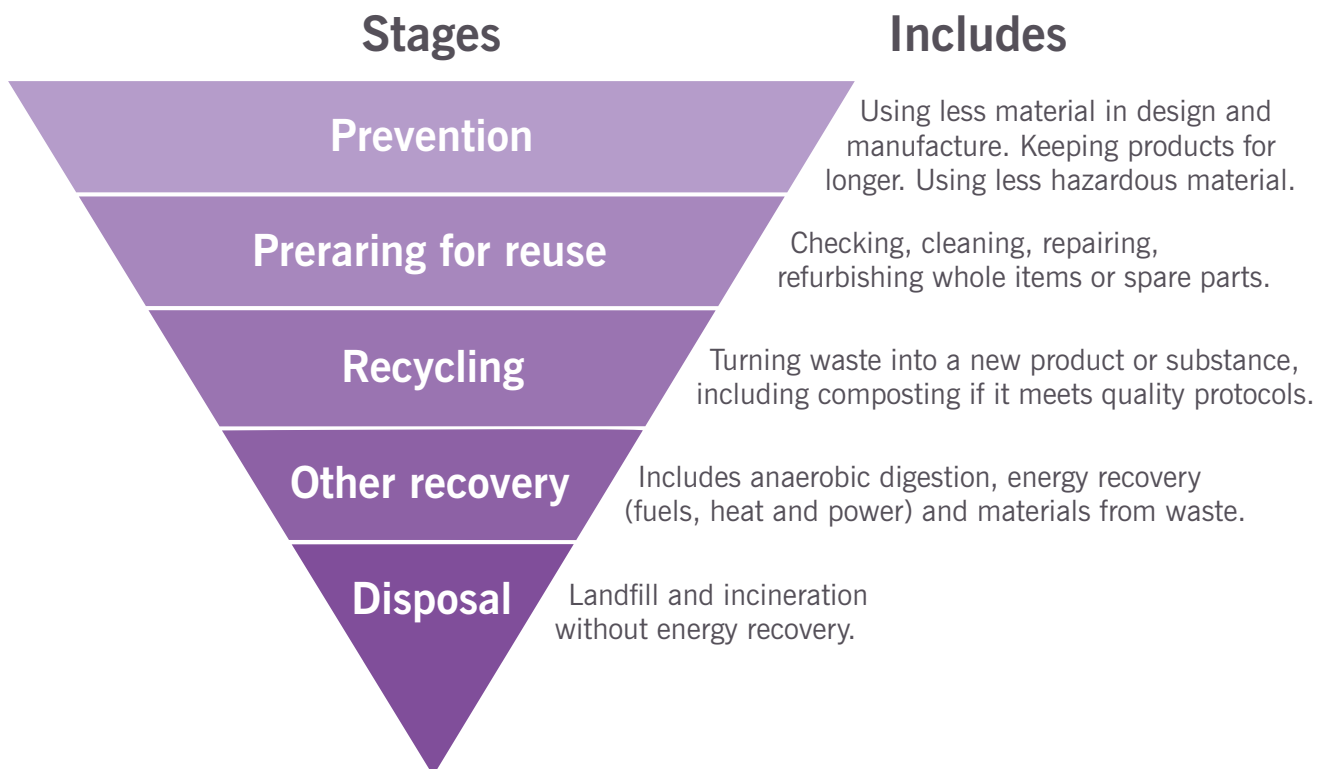 Stages
Includes
Prevention
Using less material in design and
manufacture. Keeping products for
longer. Using less hazardous material.
Preraring for reuse
Checking, cleaning, repairing,
refurbishing whole items or spare parts.
Recycling
Turning waste into a new product or substance,
including composting if it meets quality protocols.
Other recovery
Includes anaerobic digestion, energy recovery
(fuels, heat and power) and materials from waste.
Disposal
Landfill and incineration
without energy recovery.